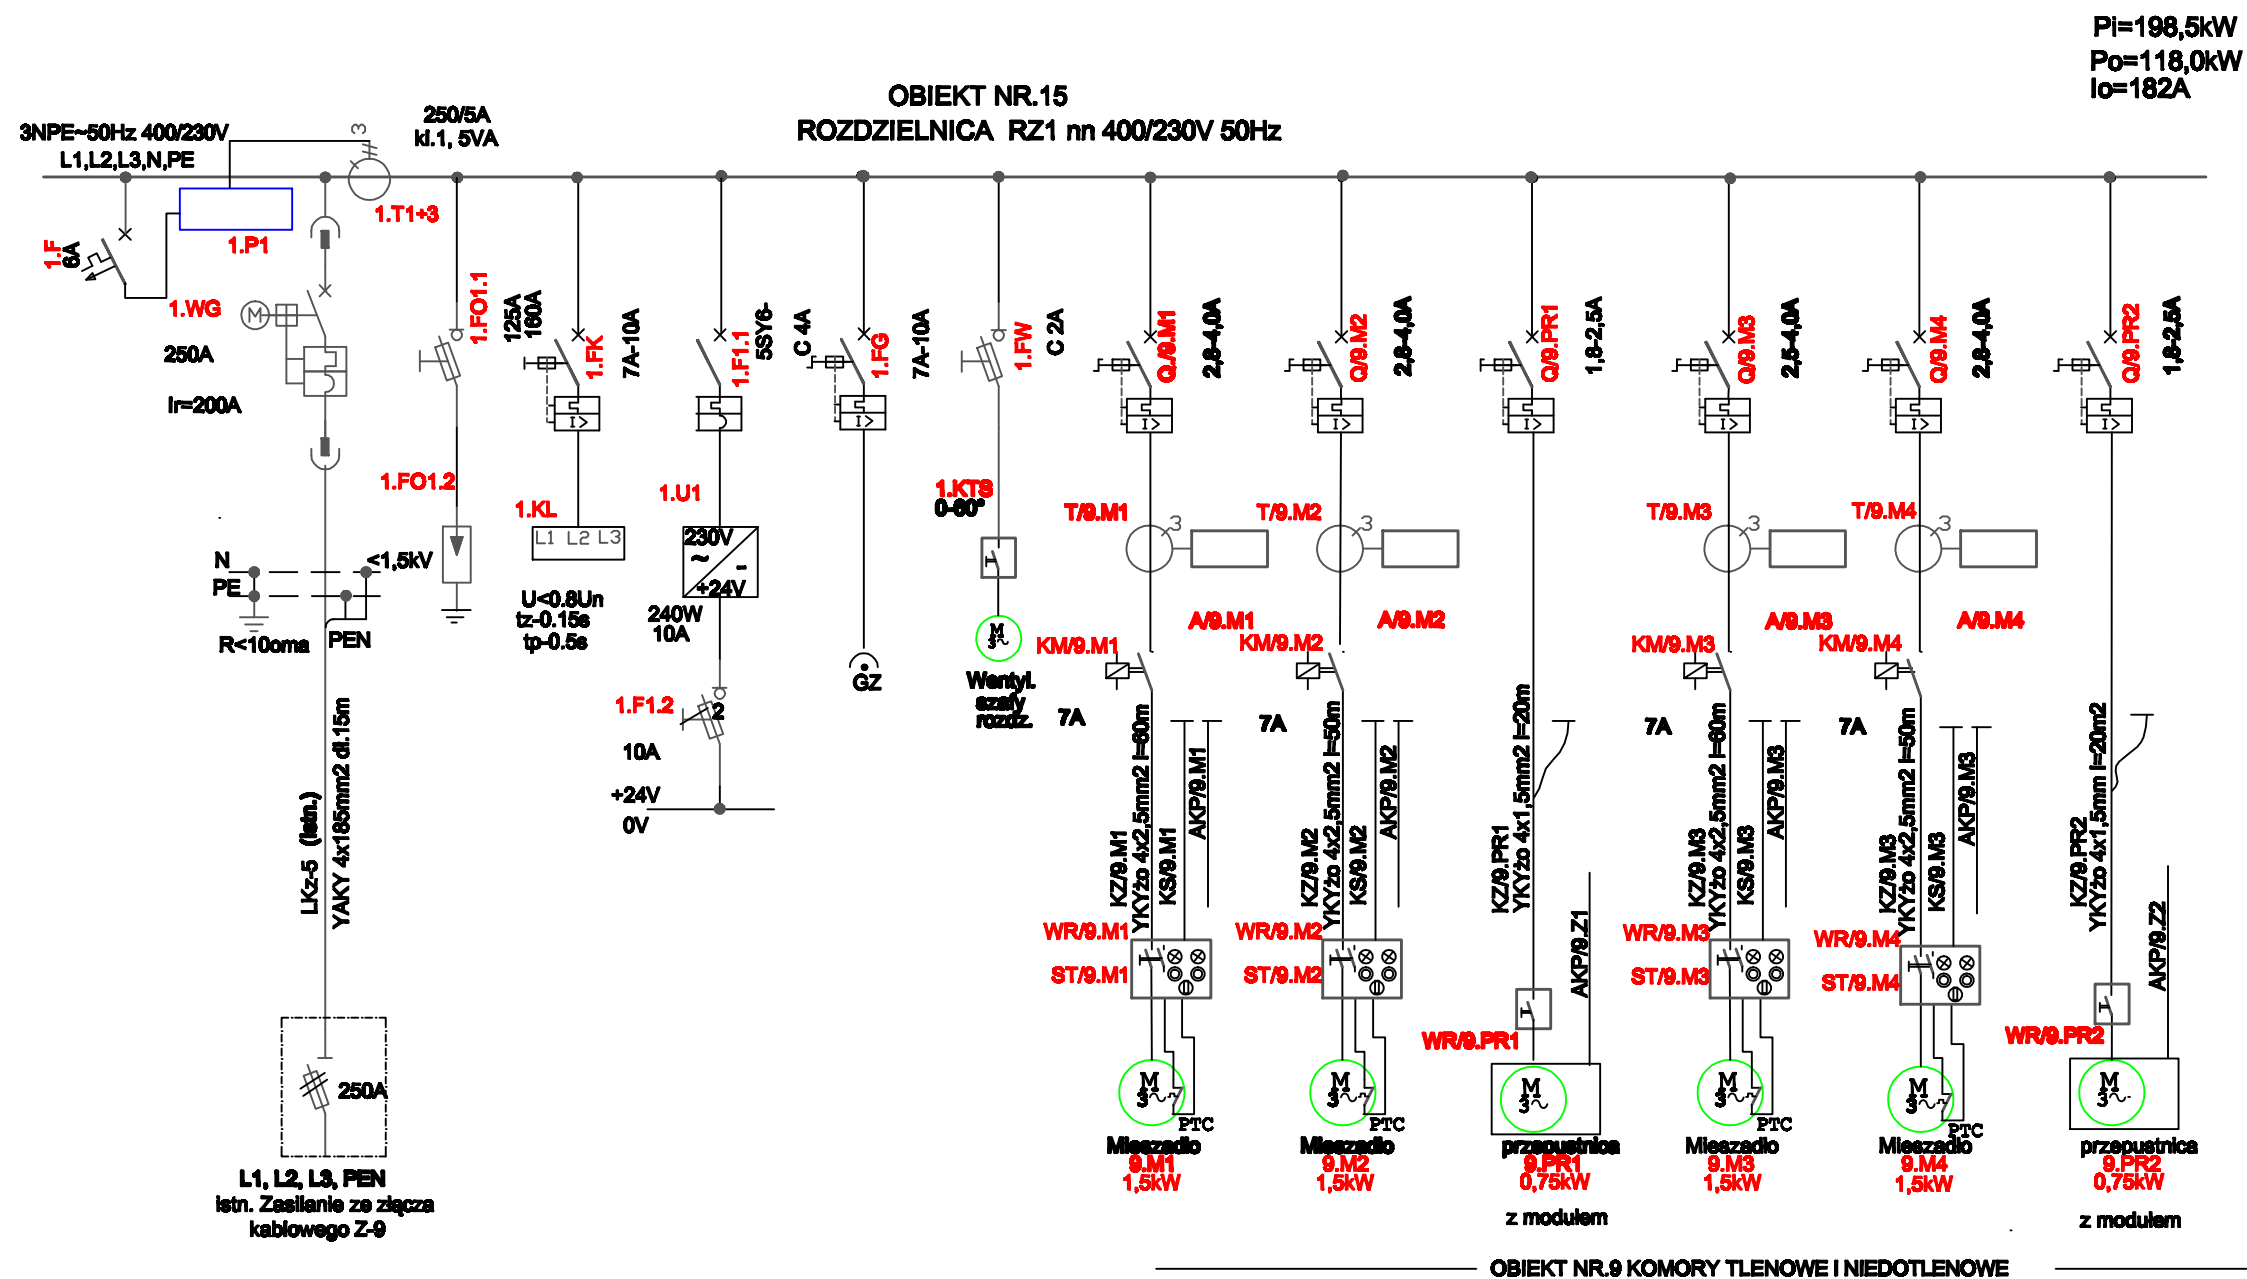 Pi=198,5kW
Po=118,0kW
Io=182A
OBIEKT NR.15
ROZDZIELNICA RZ1 nn 400/230V 50Hz
3NPE~50Hz 400/230V
L1,L2,L3,N,PE
250/5A
kl.1, 5VA
3
1.T1÷3
1.P1
1.F
6A
1.WG
M
250A
Ir=200A
1.FO1.1
1.FO1.2
<1,5kV
N
PE
R<10oma
PEN
LKz-5 (istn.)
YAKY 4x185mm2 dł.15m
250A
L1, L2, L3, PEN
istn. Zasilanie ze złącza
kablowego Z-9
125A
160A
1.FK
7A-10A
I>
1.KL
L1 L2 L3
U<0.8Un
tz-0.15s
tp-0.5s
1.F1.1
5SY6-
C 4A
1.U1
230V
~
-
+24V
240W
10A
1.F1.2
2
10A
+24V
0V
1.FG
7A-10A
I>
GZ
1.FW
C 2A
1.KTS
0-60°
M
3~
Wentyl.
szafy
rozdz.
Q/9.M1
2,8-4,0A
I>
T/9.M1
3
A/9.M1
KM/9.M1
7A
KZ/9.M1
YKYżo 4x2,5mm2 l=60m
KS/9.M1
AKP/9.M1
WR/9.M1
ST/9.M1
M
3~
PTC
Mieszadło
9.M1
1,5kW
Q/9.M2
2,8-4,0A
I>
T/9.M2
3
A/9.M2
KM/9.M2
7A
KZ/9.M2
YKYżo 4x2,5mm2 l=50m
KS/9.M2
AKP/9.M2
WR/9.M2
ST/9.M2
M
3~
PTC
Mieszadło
9.M2
1,5kW
Q/9.PR1
1,8-2,5A
I>
KZ/9.PR1
YKYżo 4x1,5mm2 l=20m
AKP/9.Z1
WR/9.PR1
M
3~
przepustnica
9.PR1
0,75kW
z modułem
Q/9.M3
2,5-4,0A
I>
T/9.M3
3
A/9.M3
KM/9.M3
7A
KZ/9.M3
YKYżo 4x2,5mm2 l=60m
KS/9.M3
AKP/9.M3
WR/9.M3
ST/9.M3
M
3~
PTC
Mieszadło
9.M3
1,5kW
Q/9.M4
2,8-4,0A
I>
T/9.M4
3
A/9.M4
KM/9.M4
7A
KZ/9.M3
YKYżo 4x2,5mm2 l=50m
KS/9.M3
AKP/9.M3
WR/9.M4
ST/9.M4
M
3~
PTC
Mieszadło
9.M4
1,5kW
Q/9.PR2
1,8-2,5A
I>
KZ/9.PR2
YKYżo 4x1,5mm l=20m2
AKP/9.Z2
WR/9.PR2
M
3~
przepustnica
9.PR2
0,75kW
z modułem
OBIEKT NR.9 KOMORY TLENOWE I NIEDOTLENOWE